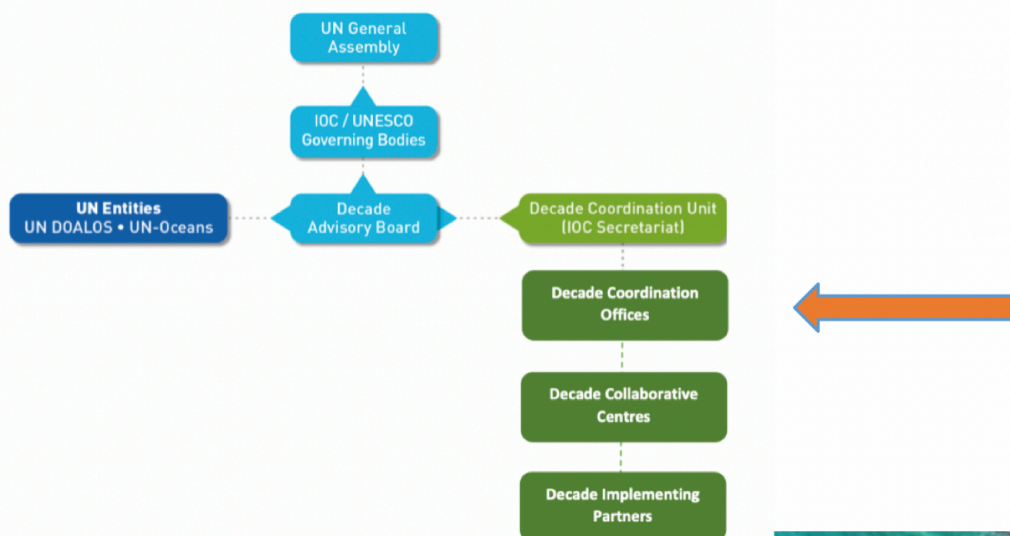 UN General
Assembly
IOC / UNESCO
Governing Bodies
UN Entities
UN DOALOS • UN-Oceans
Decade
Advisory Board
Decade Coordination Unit
(IOC Secretariat)
Decade Coordination
Offices
Decade Collaborative
Centres
Decade Implementing
Partners